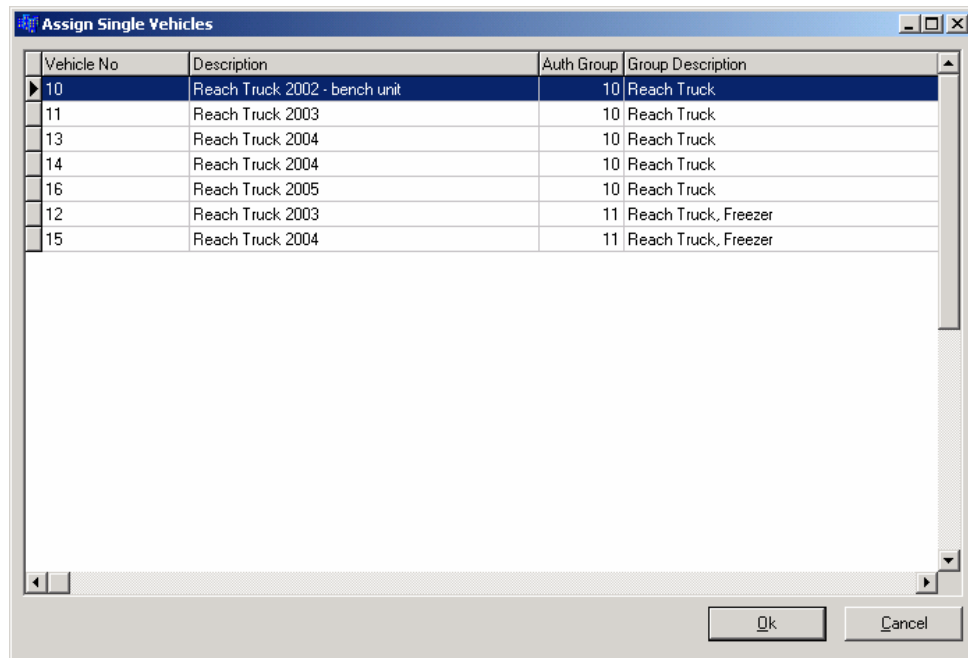 Assign Single Vehicles
Vehicle No Description Auth Group Group Description
10 Reach Truck 2002 - bench unit 10 Reach Truck
11 Reach Truck 2003 10 Reach Truck
13 Reach Truck 2004 10 Reach Truck
14 Reach Truck 2004 10 Reach Truck
16 Reach Truck 2005 10 Reach Truck
12 Reach Truck 2003 11 Reach Truck, Freezer
15 Reach Truck 2004 11 Reach Truck, Freezer
Ok Cancel